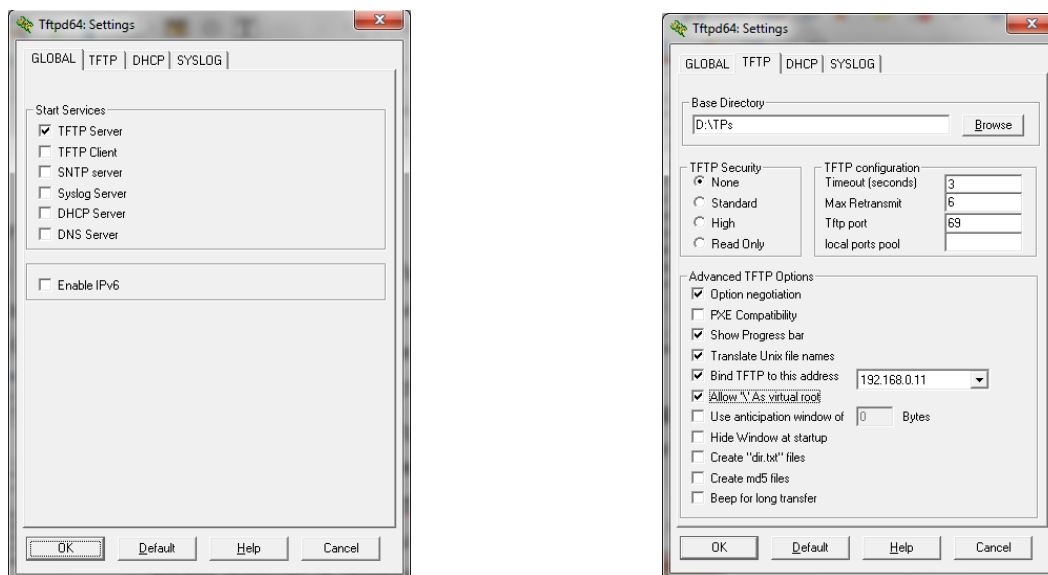 Tftpd64: Settings
GLOBAL TFTP DHCP SYSLOG
Start Services
TFTP Server
TFTP Client
SNTP server
Syslog Server
DHCP Server
DNS Server
Enable IPv6
OK Default Help Cancel
Tftpd64: Settings
GLOBAL TFTP DHCP SYSLOG
Base Directory
D:\TPs Browse
TFTP Security
None
Standard
High
Read Only
TFTP configuration
Timeout (seconds) 3
Max Retransmit 6
Tftp port 69
local ports pool
Advanced TFTP Options
Option negotiation
PXE Compatibility
Show Progress bar
Translate Unix file names
Bind TFTP to this address 192.168.0.11
Allow '\' As virtual root
Use anticipation window of 0 Bytes
Hide Window at startup
Create "dir.txt" files
Create md5 files
Beep for long transfer
OK Default Help Cancel